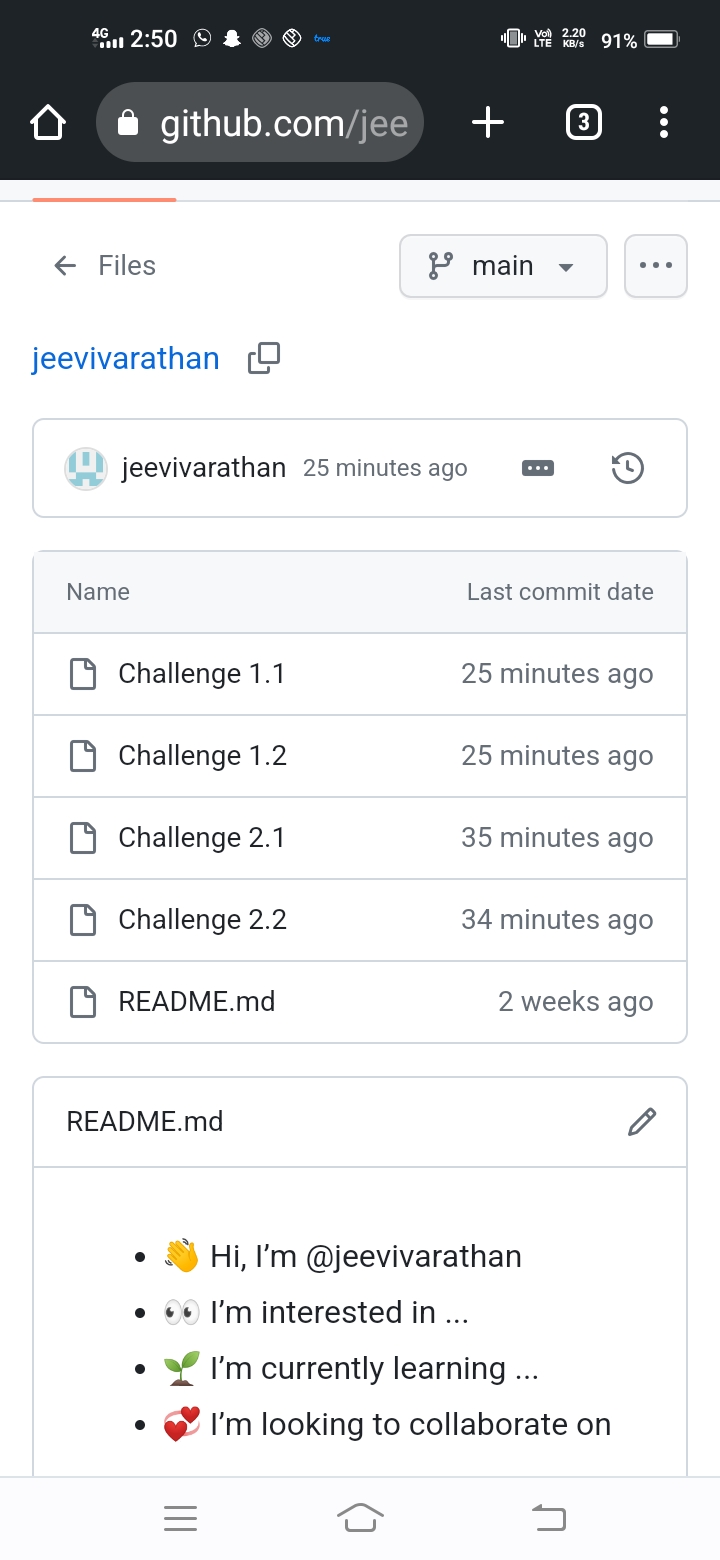 4G 2:50 true Vo) LTE 2.20 KB/s 91%
github.com/jee 3
Files main
jeevivarathan
jeevivarathan 25 minutes ago
Name Last commit date
Challenge 1.1 25 minutes ago
Challenge 1.2 25 minutes ago
Challenge 2.1 35 minutes ago
Challenge 2.2 34 minutes ago
README.md 2 weeks ago
README.md
• 👋 Hi, I’m @jeevivarathan
• 👀 I’m interested in ...
• 🌱 I’m currently learning ...
• 💞️ I’m looking to collaborate on